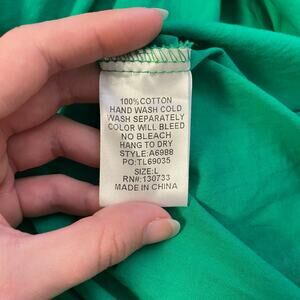 100%COTTON
HAND WASH COLD
WASH SEPARATELY
COLOR WILL BLEED
NO BLEACH
HANG TO DRY
STYLE:A6988
PO:TL69035
SIZE:L
RN#:130733
MADE IN CHINA